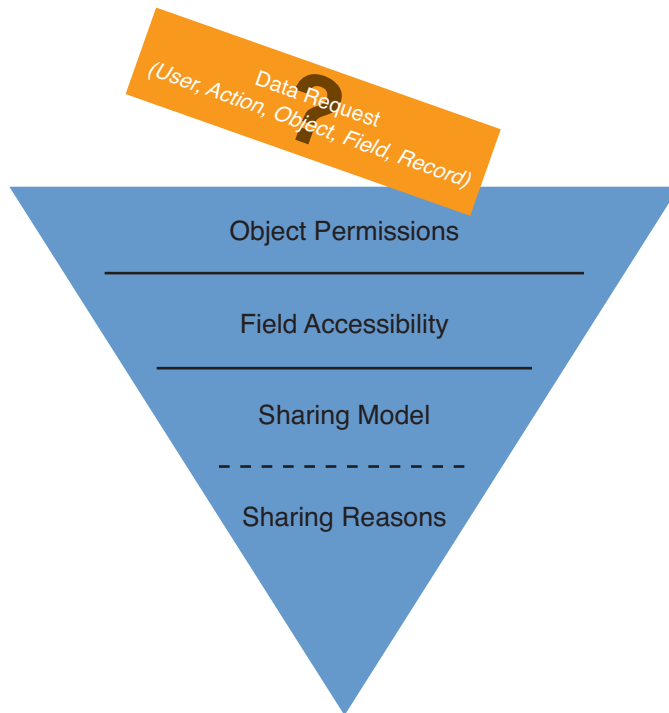 ?
Data Request
(User, Action, Object, Field, Record)
Object Permissions
Field Accessibility
Sharing Model
Sharing Reasons